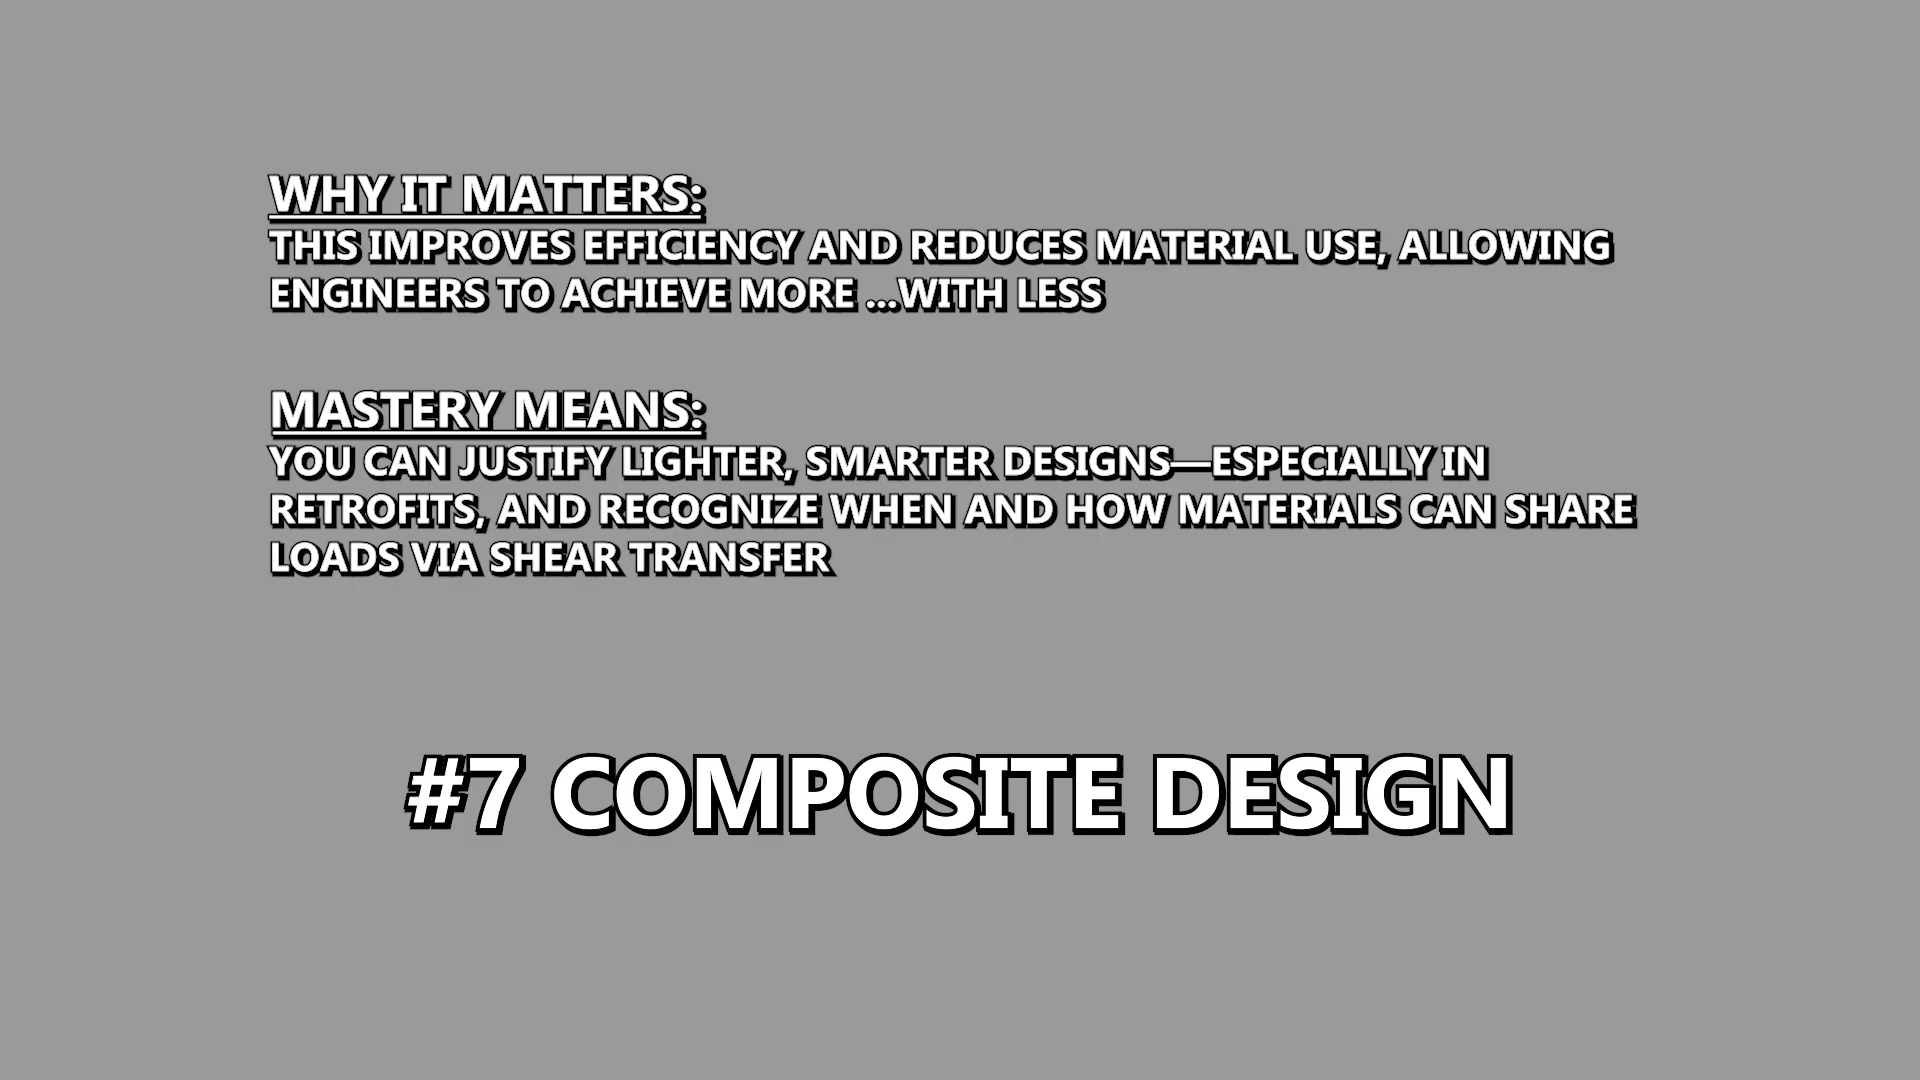 WHY IT MATTERS:
THIS IMPROVES EFFICIENCY AND REDUCES MATERIAL USE, ALLOWING
ENGINEERS TO ACHIEVE MORE ...WITH LESS
MASTERY MEANS:
YOU CAN JUSTIFY LIGHTER, SMARTER DESIGNS—ESPECIALLY IN
RETROFITS, AND RECOGNIZE WHEN AND HOW MATERIALS CAN SHARE
LOADS VIA SHEAR TRANSFER
#7 COMPOSITE DESIGN